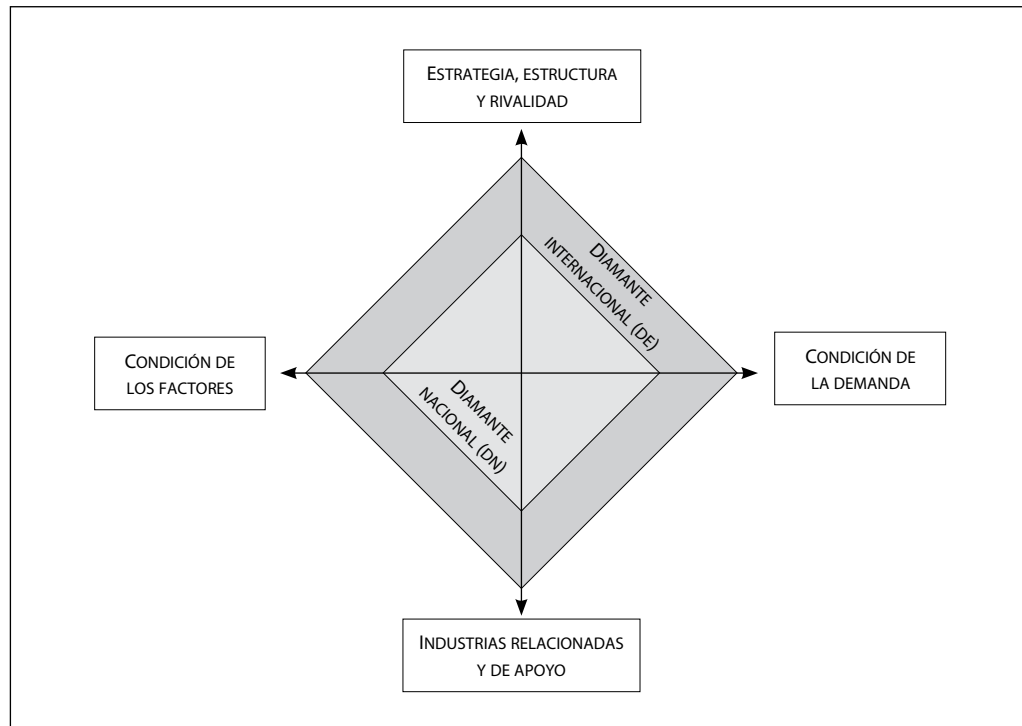 ESTRATEGIA, ESTRUCTURA
Y RIVALIDAD
DIAMANTE
INTERNACIONAL (DE)
CONDICIÓN DE
LOS FACTORES
CONDICIÓN DE
LA DEMANDA
DIAMANTE
NACIONAL (DN)
INDUSTRIAS RELACIONADAS
Y DE APOYO